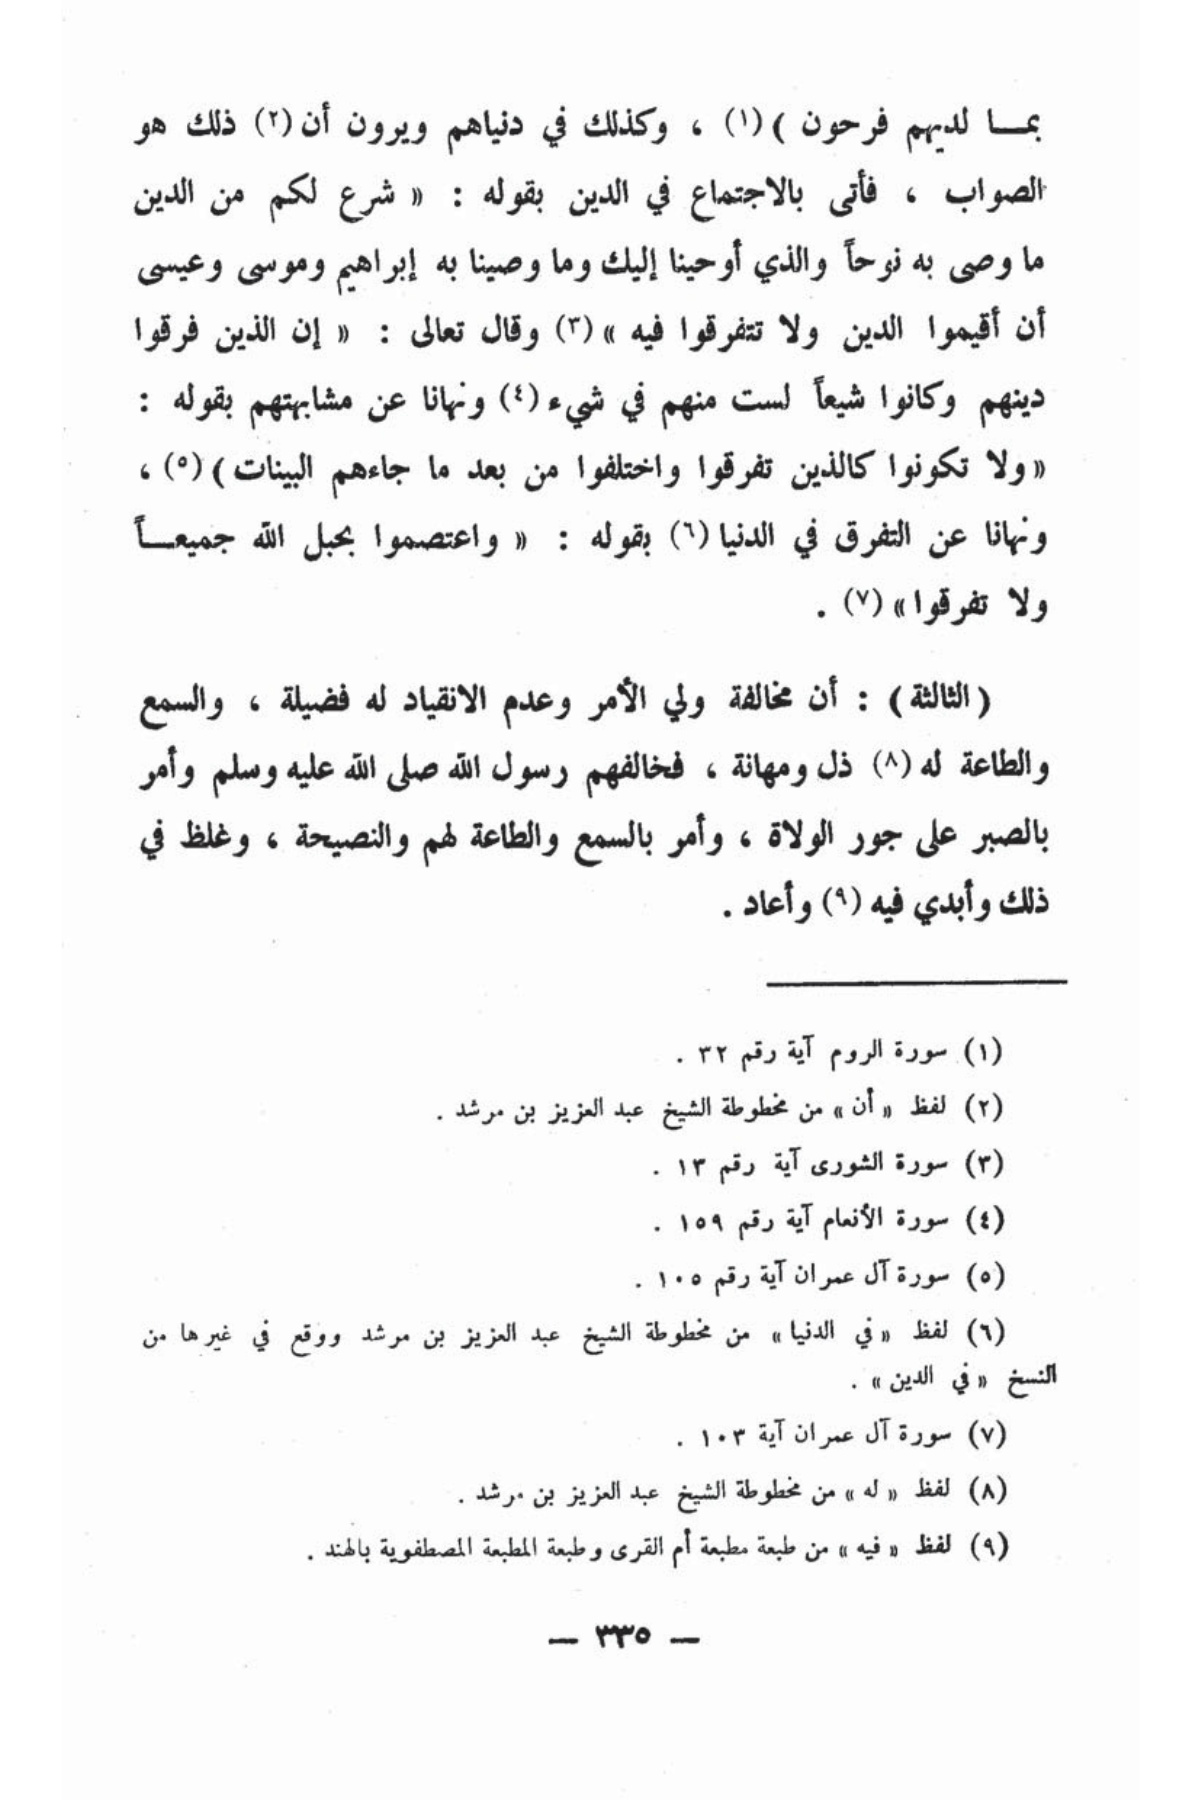 بمـــا لديهم فرحون ) (١) ، وكذلك في دنياهم ويرون أن (٢) ذلك هو
الصواب ، فأتى بالاجتماع في الدين بقوله : « شرع لكم من الدين
ما وصى به نوحاً والذي أوحينا إليك وما وصينا به إبراهيم وموسى وعيسى
أن أقيموا الدين ولا تتفرقوا فيه » (٣) وقال تعالى : « إن الذين فرقوا
دينهم وكانوا شيعاً لست منهم في شيء (٤) ونهانا عن مشابهتهم بقوله :
« ولا تكونوا كالذين تفرقوا واختلفوا من بعد ما جاءهم البينات ) (٥) ،
ونهانا عن التفرق في الدنيا (٦) بقوله : « واعتصموا بحبل الله جميعـــاً
ولا تفرقوا » (٧) .
( الثالثة ) : أن مخالفة ولي الأمر وعدم الانقياد له فضيلة ، والسمع
والطاعة له (٨) ذل ومهانة ، فخالفهم رسول الله صلى الله عليه وسلم وأمر
بالصبر على جور الولاة ، وأمر بالسمع والطاعة لهم والنصيحة ، وغلظ في
ذلك وأبدي فيه (٩) وأعاد .
(١) سورة الروم آية رقم ٣٢ .
(٢) لفظ « أن » من مخطوطة الشيخ عبد العزيز بن مرشد .
(٣) سورة الشورى آية رقم ١٣ .
(٤) سورة الأنعام آية رقم ١٥٩ .
(٥) سورة آل عمران آية رقم ١٠٥ .
(٦) لفظ « في الدنيا » من مخطوطة الشيخ عبد العزيز بن مرشد ووقع في غيرها من
النسخ « في الدين » .
(٧) سورة آل عمران آية ١٠٣ .
(٨) لفظ « له » من مخطوطة الشيخ عبد العزيز بن مرشد .
(٩) لفظ « فيه » من طبعة مطبعة أم القرى وطبعة المطبعة المصطفوية بالهند .
— ٣٣٥ —